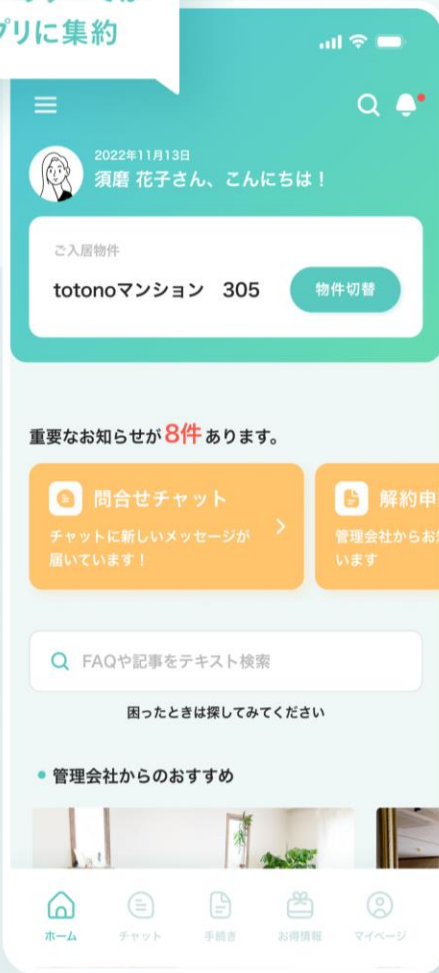 プリに集約
2022年11月13日
須磨 花子さん、こんにちは！
ご入居物件
totonoマンション 305
物件切替
重要なお知らせが8件あります。
問合せチャット
チャットに新しいメッセージが
届いています！
解約申
管理会社からお
います
FAQや記事をテキスト検索
困ったときは探してみてください
管理会社からのおすすめ
ホーム
チャット
手続き
お得情報
マイページ